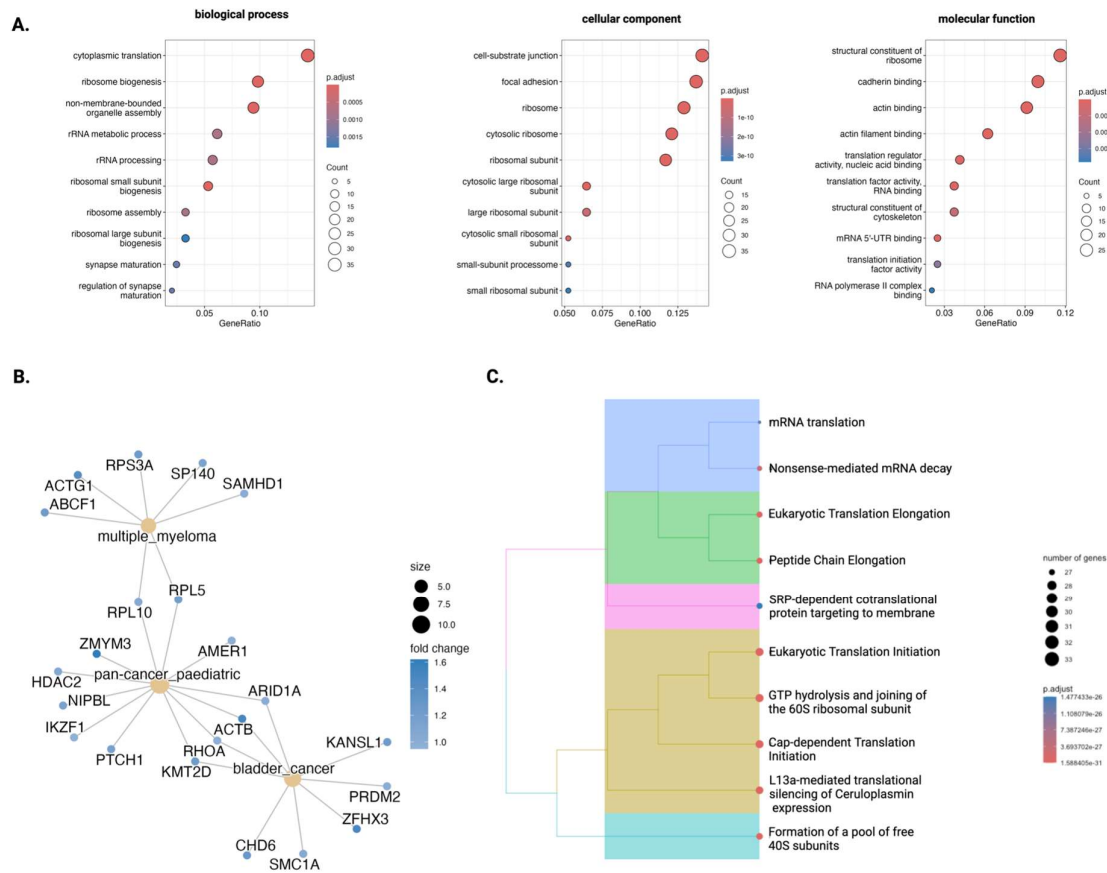 A.
biological process
cytoplasmic translation
ribosome biogenesis
non-membrane-bounded
organelle assembly
rRNA metabolic process
rRNA processing
ribosomal small subunit
biogenesis
ribosome assembly
ribosomal large subunit
biogenesis
synapse maturation
regulation of synapse
maturation
0.05 0.10
GeneRatio
p.adjust
0.0005
0.0010
0.0015
Count
5
10
15
20
25
30
35
cellular component
cell-substrate junction
focal adhesion
ribosome
cytosolic ribosome
ribosomal subunit
cytosolic large ribosomal
subunit
large ribosomal subunit
cytosolic small ribosomal
subunit
small-subunit processome
small ribosomal subunit
0.050 0.075 0.100 0.125
GeneRatio
p.adjust
1e-10
2e-10
3e-10
Count
15
20
25
30
35
molecular function
structural constituent of
ribosome
cadherin binding
actin binding
actin filament binding
translation regulator
activity, nucleic acid binding
translation factor activity,
RNA binding
structural constituent of
cytoskeleton
mRNA 5'-UTR binding
translation initiation
factor activity
RNA polymerase II complex
binding
0.03 0.06 0.09 0.12
GeneRatio
p.adjust
0.00
0.00
0.00
Count
5
10
15
20
25
B.
RPS3A
SP140
ACTG1
SAMHD1
ABCF1
multiple_myeloma
RPL5
RPL10
ZMYM3
AMER1
pan-cancer_paediatric
HDAC2
ARID1A
NIPBL
IKZF1
ACTB
KANSL1
PTCH1
RHOA
KMT2D
bladder_cancer
PRDM2
ZFHX3
CHD6
SMC1A
size
5.0
7.5
10.0
fold change
1.6
1.4
1.2
1.0
C.
mRNA translation
Nonsense-mediated mRNA decay
Eukaryotic Translation Elongation
Peptide Chain Elongation
SRP-dependent cotranslational
protein targeting to membrane
Eukaryotic Translation Initiation
GTP hydrolysis and joining of
the 60S ribosomal subunit
Cap-dependent Translation
Initiation
L13a-mediated translational
silencing of Ceruloplasmin
expression
Formation of a pool of free
40S subunits
number of genes
27
28
29
30
31
32
33
p.adjust
1.477433e-26
1.108079e-26
7.387246e-27
3.693702e-27
1.588405e-31